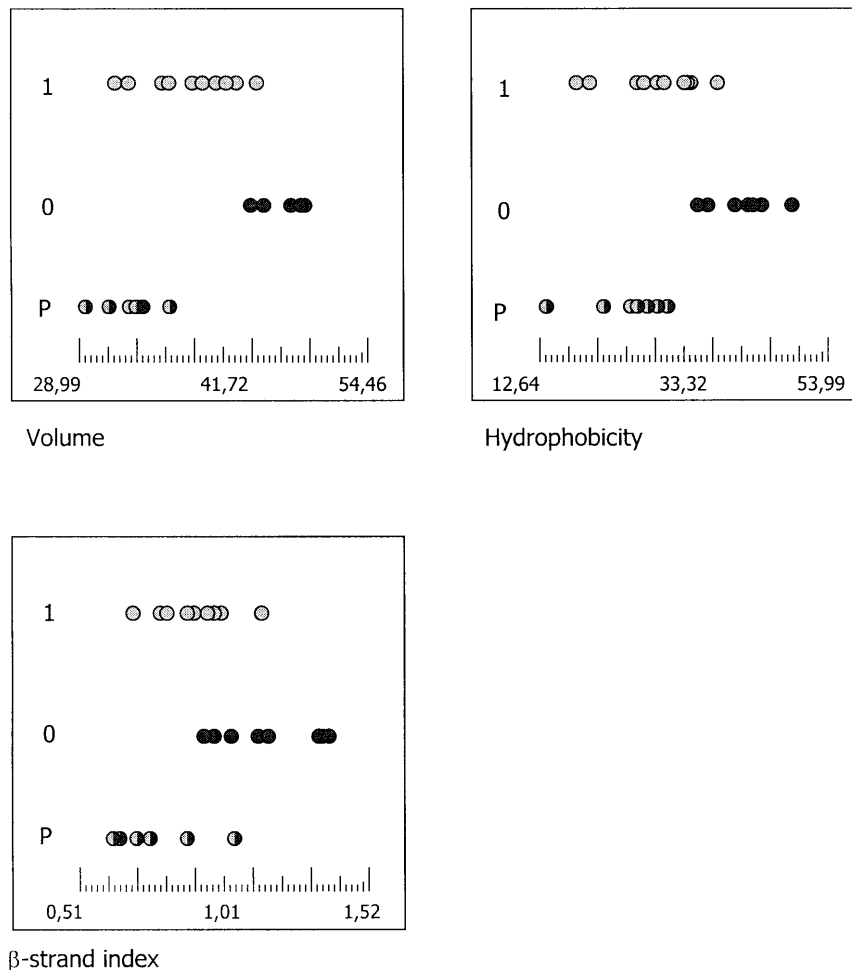 1
0
P
28,99 41,72 54,46
Volume
1
0
P
12,64 33,32 53,99
Hydrophobicity
1
0
P
0,51 1,01 1,52
β-strand index